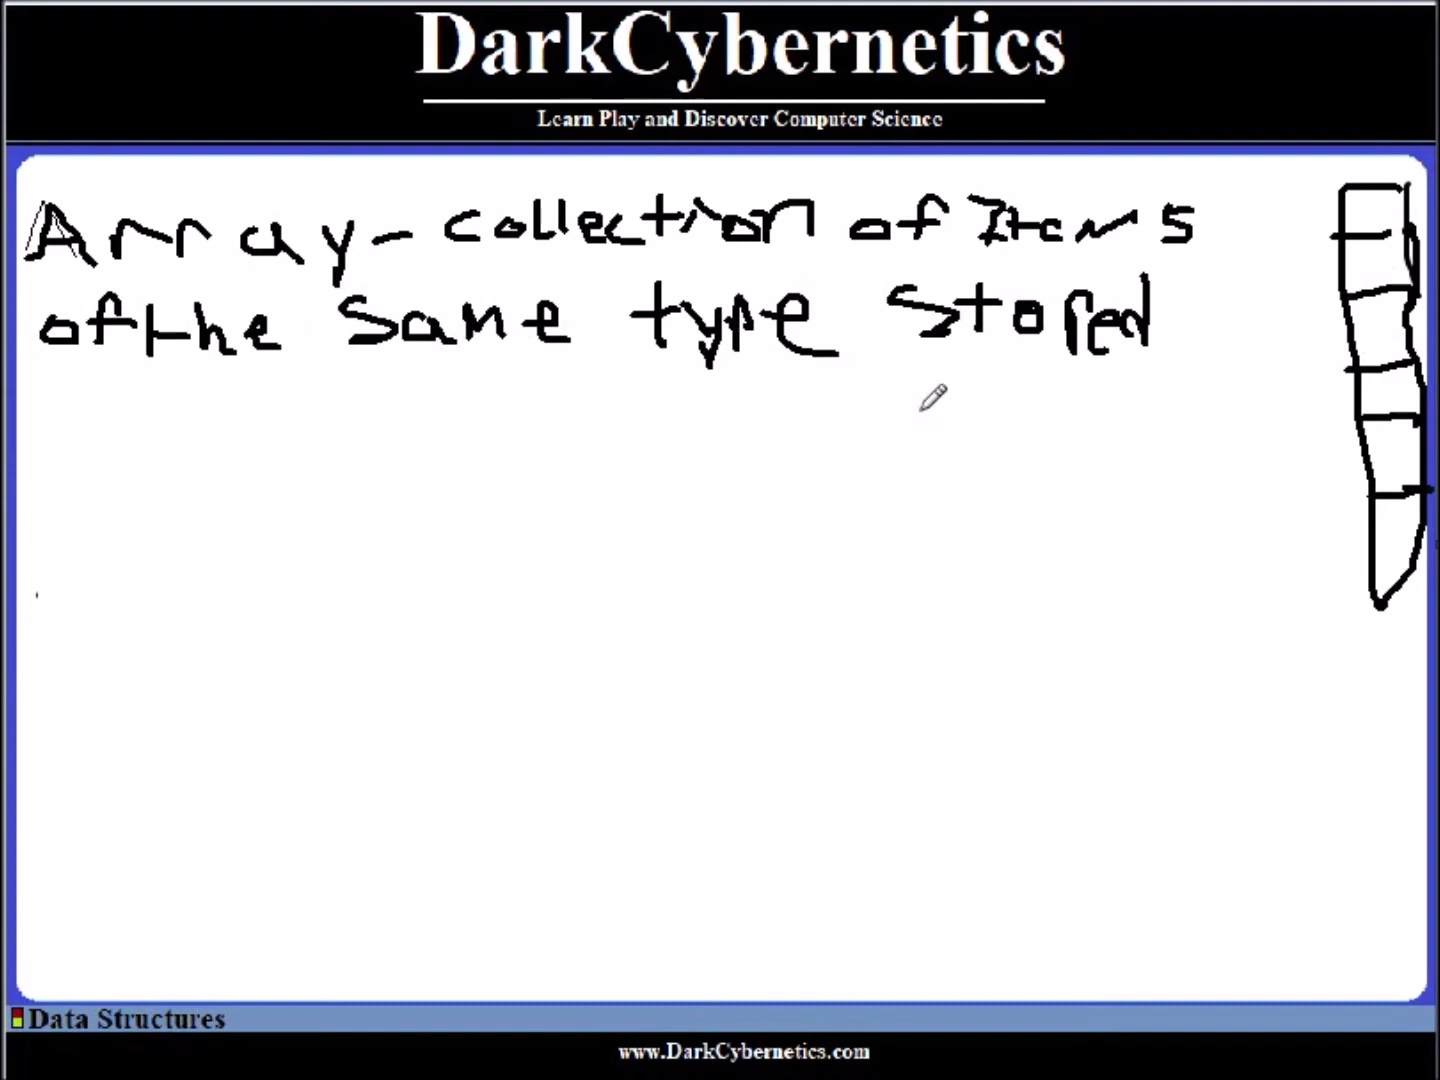 DarkCybernetics
Learn Play and Discover Computer Science
Array - collection of Items
of the same type stored
Data Structures
www.DarkCybernetics.com